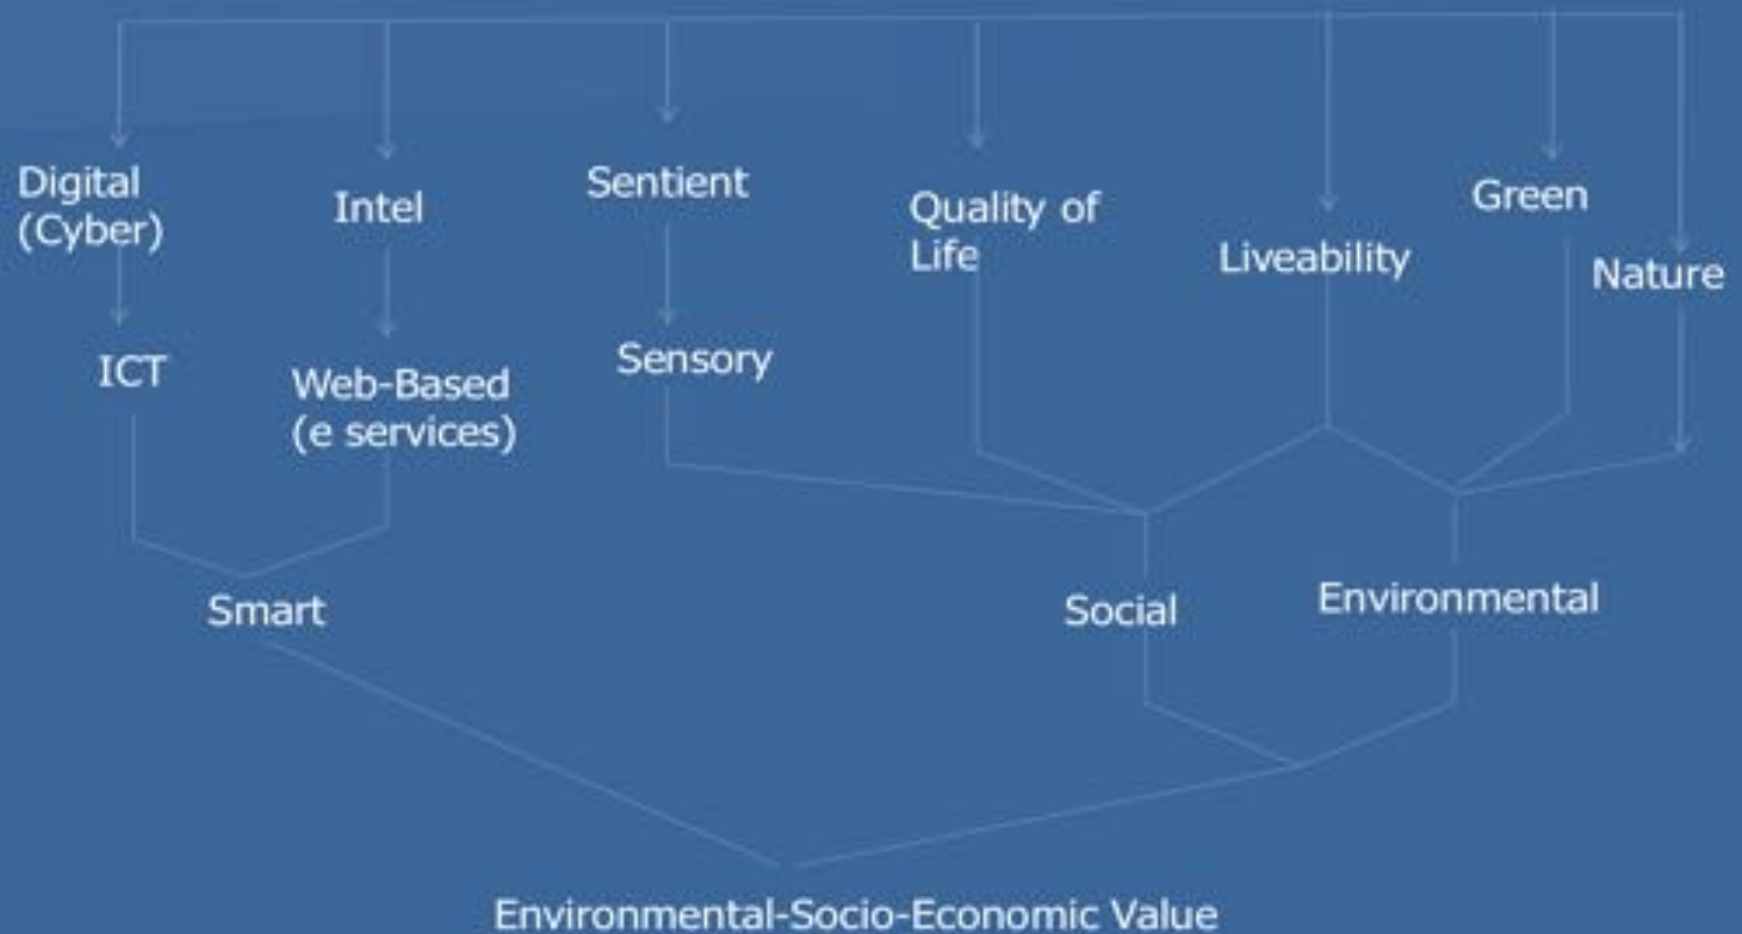 Digital
(Cyber)
Intel
Sentient
Quality of
Life
Liveability
Green
Nature
ICT
Web-Based
(e services)
Sensory
Smart
Social
Environmental
Environmental-Socio-Economic Value